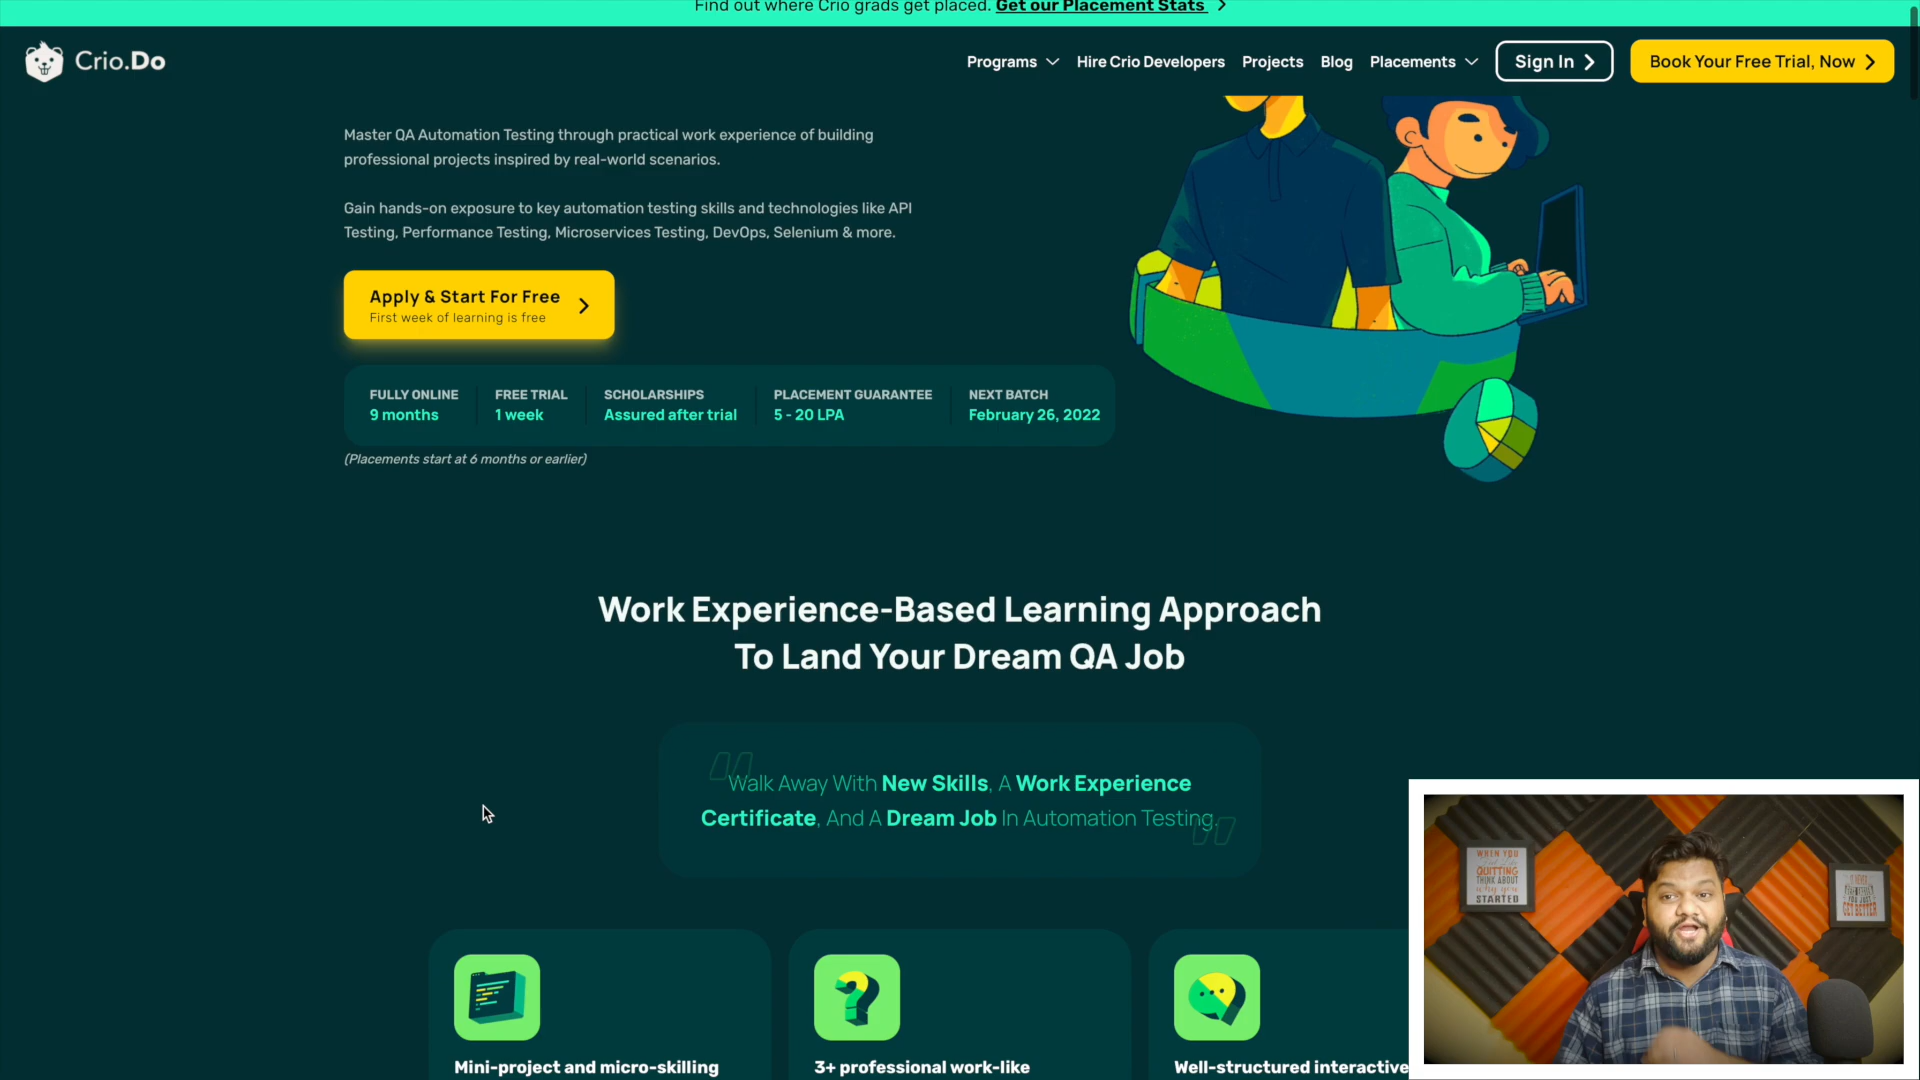 Find out where Crio grads get placed. Get our Placement Stats
Crio.Do
Programs
Hire Crio Developers
Projects
Blog
Placements
Sign In
Book Your Free Trial, Now
Master QA Automation Testing through practical work experience of building
professional projects inspired by real-world scenarios.
Gain hands-on exposure to key automation testing skills and technologies like API
Testing, Performance Testing, Microservices Testing, DevOps, Selenium & more.
Apply & Start For Free
First week of learning is free
FULLY ONLINE
9 months
FREE TRIAL
1 week
SCHOLARSHIPS
Assured after trial
PLACEMENT GUARANTEE
5 - 20 LPA
NEXT BATCH
February 26, 2022
(Placements start at 6 months or earlier)
Work Experience-Based Learning Approach
To Land Your Dream QA Job
Walk Away With New Skills, A Work Experience
Certificate, And A Dream Job In Automation Testing.
Mini-project and micro-skilling
3+ professional work-like
Well-structured interactive
WHEN YOU
QUITTING
THINK ABOUT
STARTED
GET BETTER